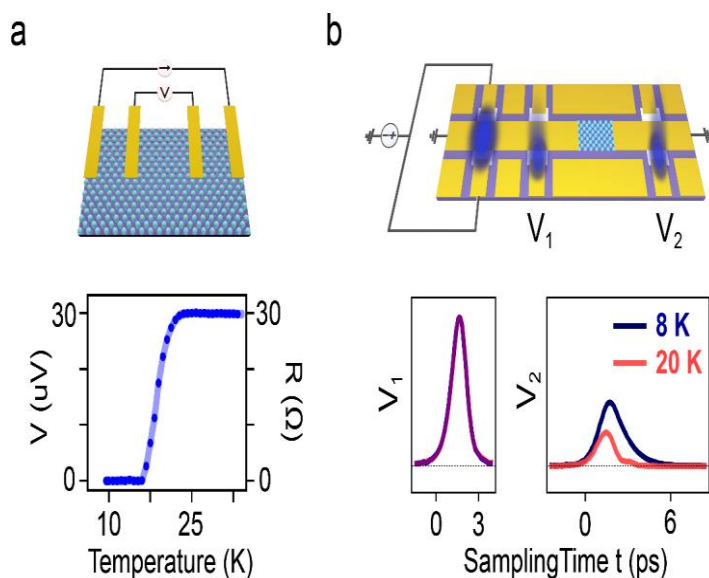 a
b
→
V
+
V₁
V₂
30
0
V (uV)
30
0
R (Ω)
10
25
Temperature (K)
V₁
0
3
V₂
8 K
20 K
0
6
SamplingTime t (ps)